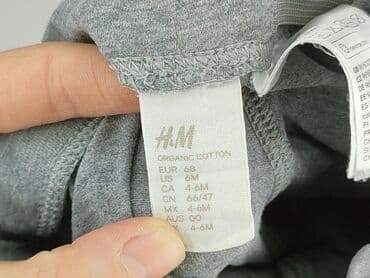 H&M
ORGANIC COTTON
EUR 68
US 6M
CA 4-6M
CN 66/47
MX 4-6M
AUS 00
4-6M